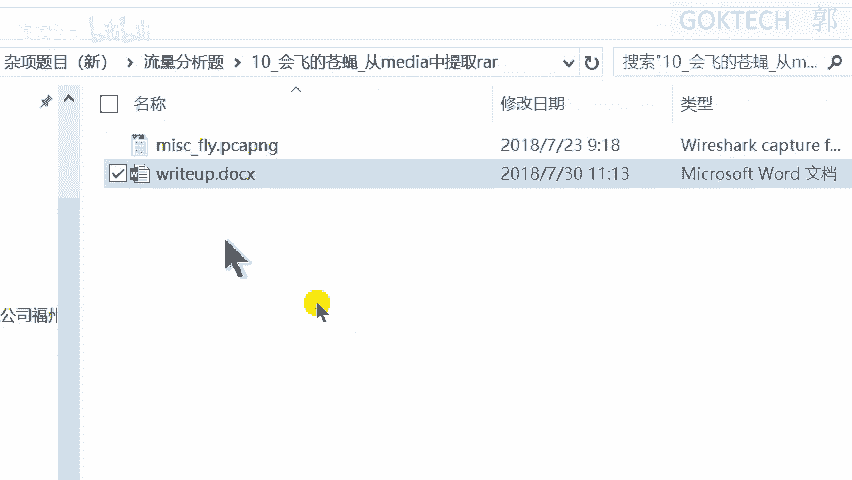 GOKTECH 郭
杂项题目（新） > 流量分析题 > 10_会飞的苍蝇_从media中提取rar
搜索"10_会飞的苍蝇_从m...
名称 修改日期 类型
misc_fly.pcapng 2018/7/23 9:18 Wireshark capture f...
writeup.docx 2018/7/30 11:13 Microsoft Word 文档
公司福州